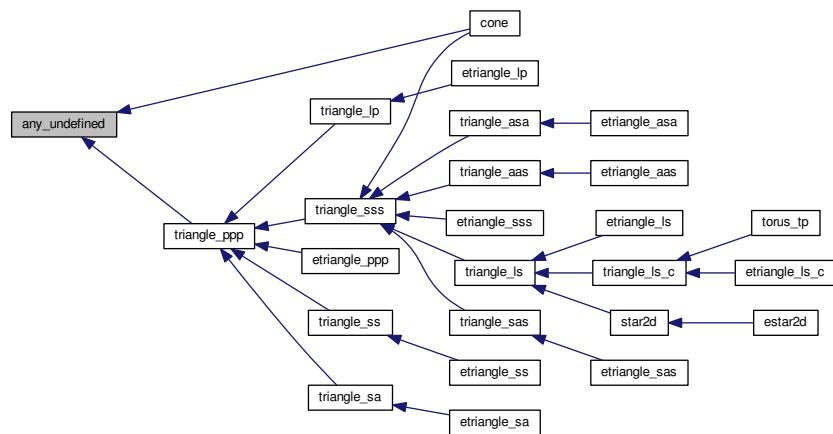 cone
etriangle_lp
triangle_lp
any_undefined
triangle_asa
etriangle_asa
triangle_aas
etriangle_aas
triangle_sss
etriangle_sss
etriangle_ls
torus_tp
triangle_ppp
etriangle_ppp
triangle_ls
triangle_ls_c
etriangle_ls_c
triangle_ss
triangle_sas
star2d
estar2d
etriangle_ss
etriangle_sas
triangle_sa
etriangle_sa